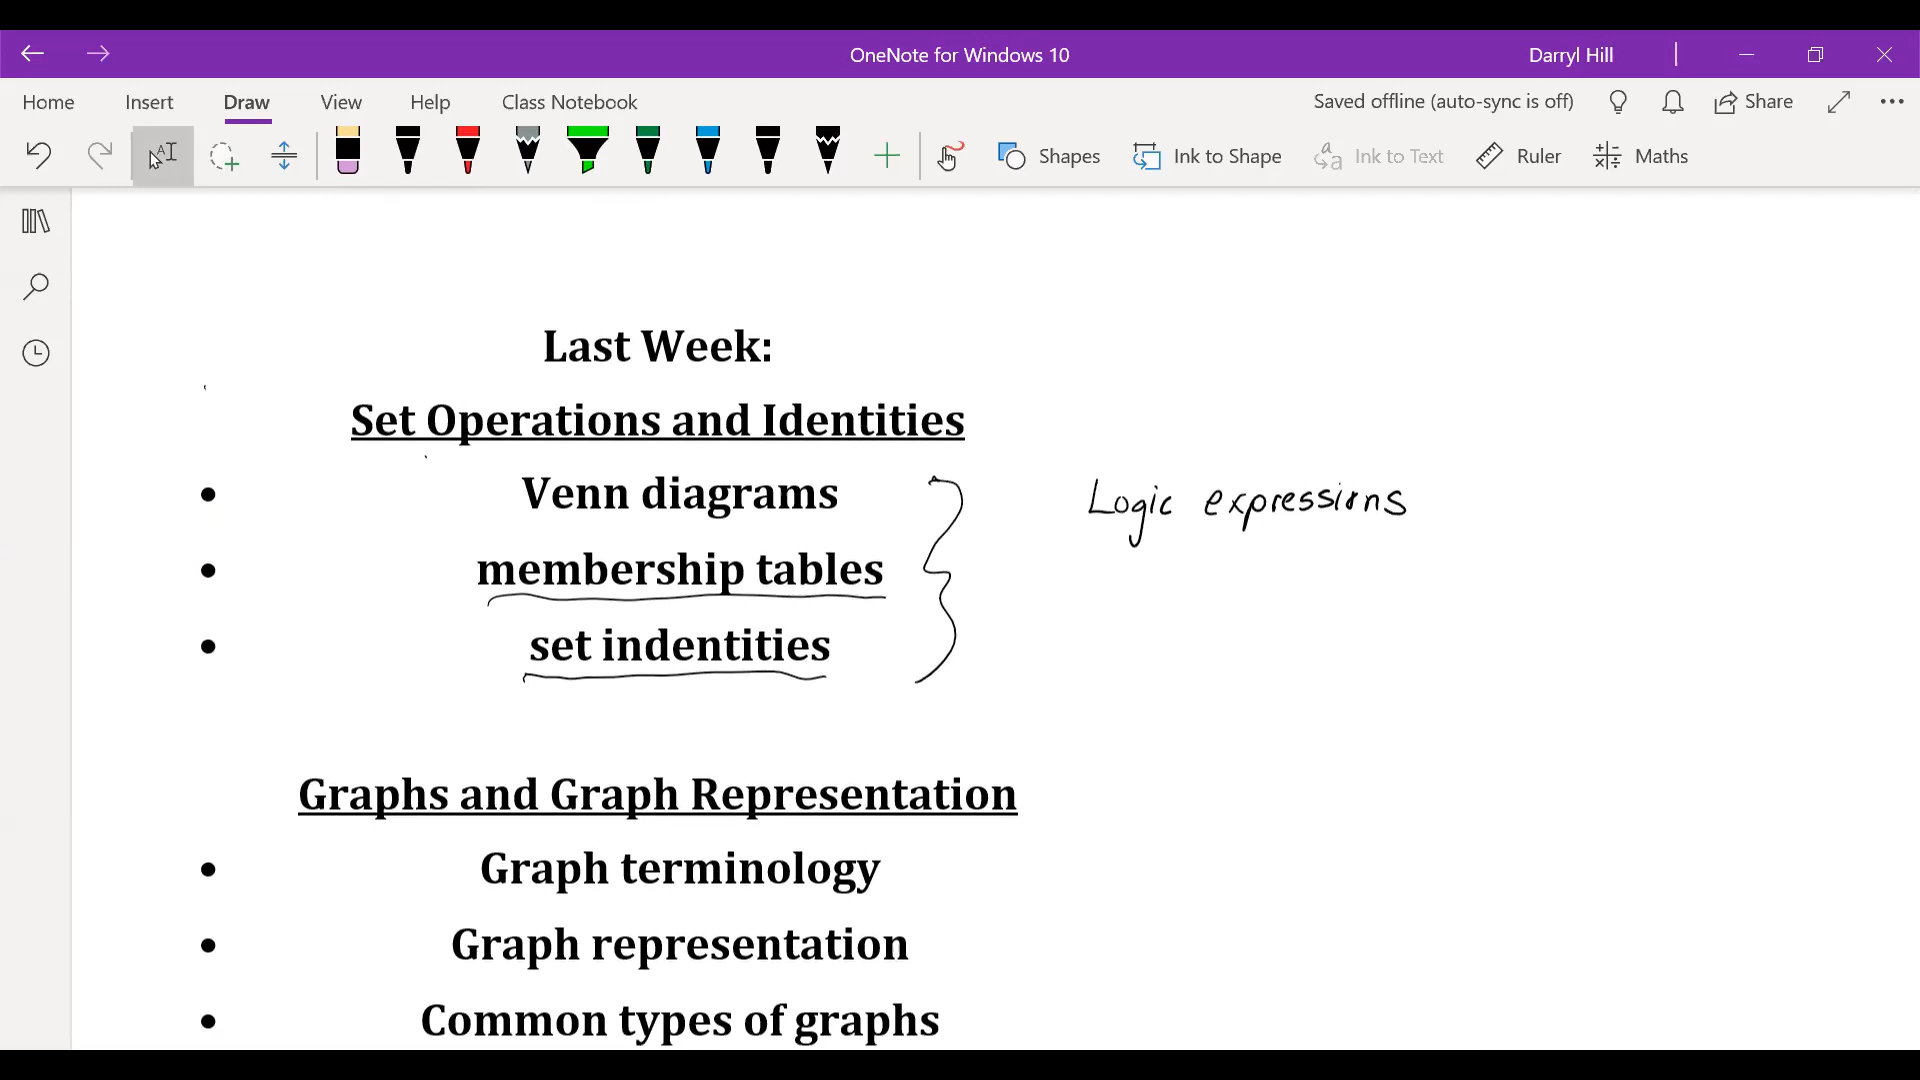 OneNote for Windows 10
Darryl Hill
Home Insert Draw View Help Class Notebook
Saved offline (auto-sync is off) Share
Shapes Ink to Shape Ink to Text Ruler Maths
Last Week:
Set Operations and Identities
• Venn diagrams
Logic expressions
• membership tables
• set indentities
Graphs and Graph Representation
• Graph terminology
• Graph representation
• Common types of graphs